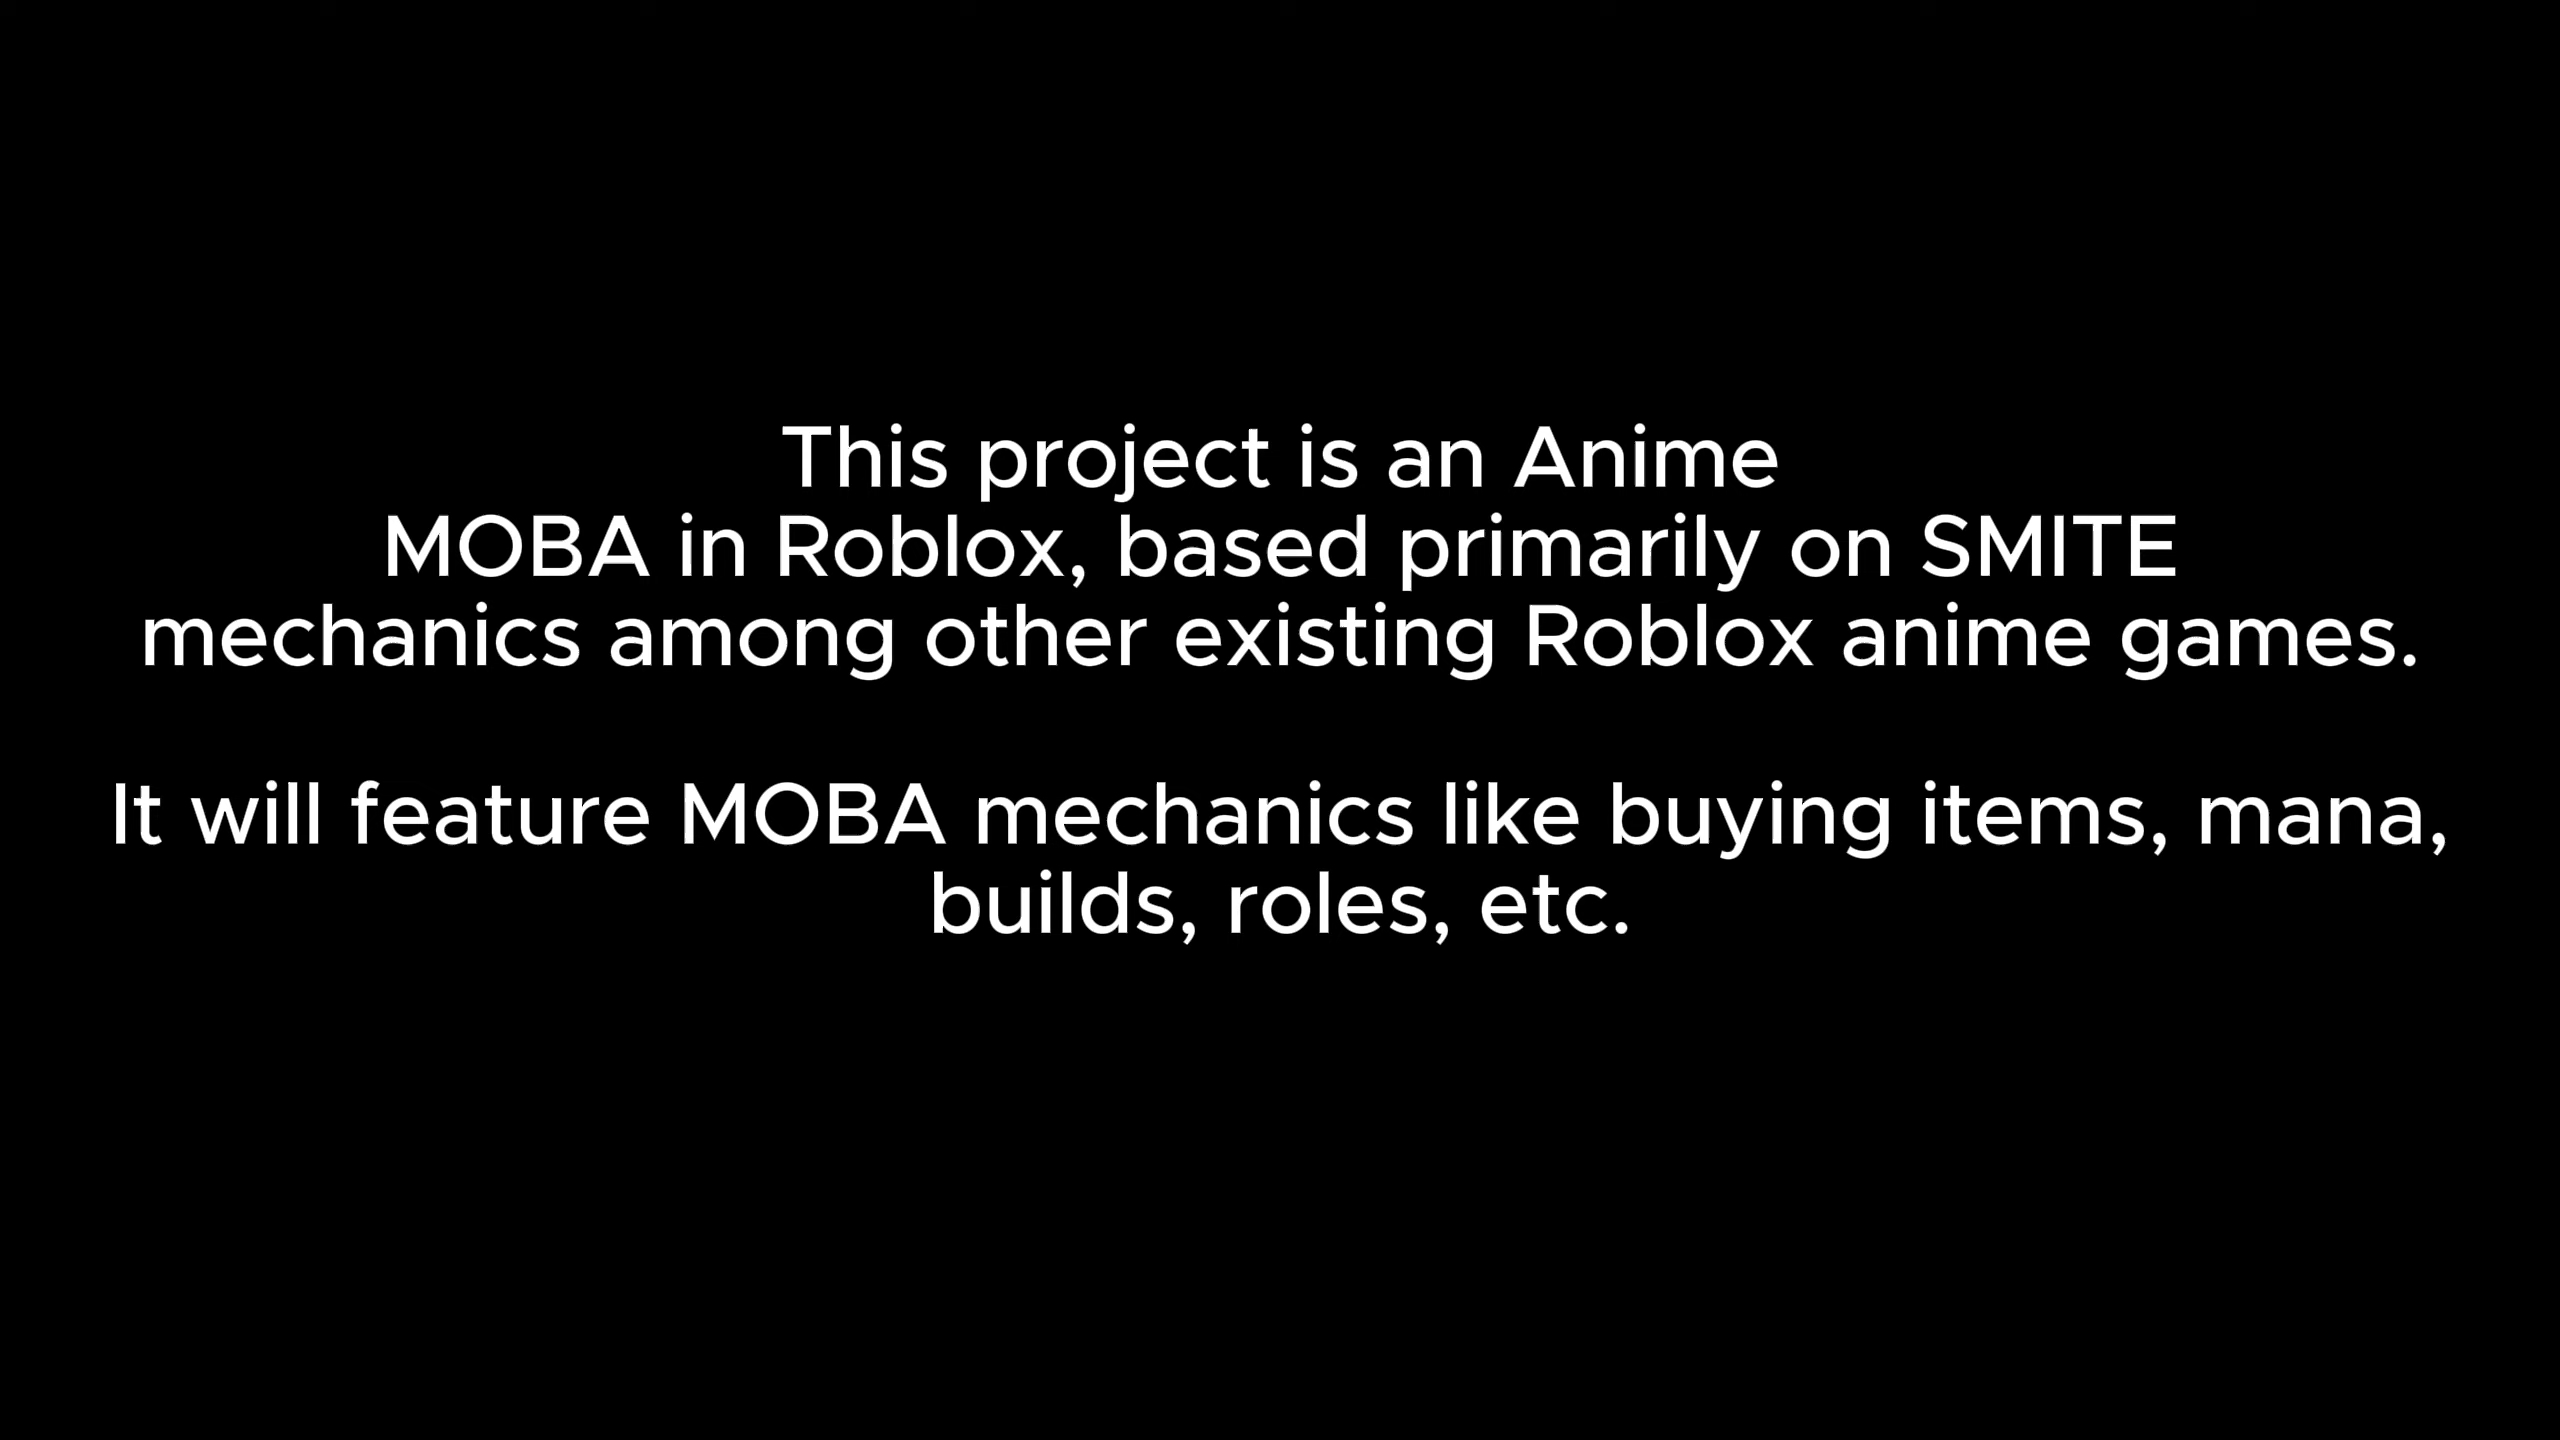 This project is an Anime
MOBA in Roblox, based primarily on SMITE
mechanics among other existing Roblox anime games.
It will feature MOBA mechanics like buying items, mana,
builds, roles, etc.